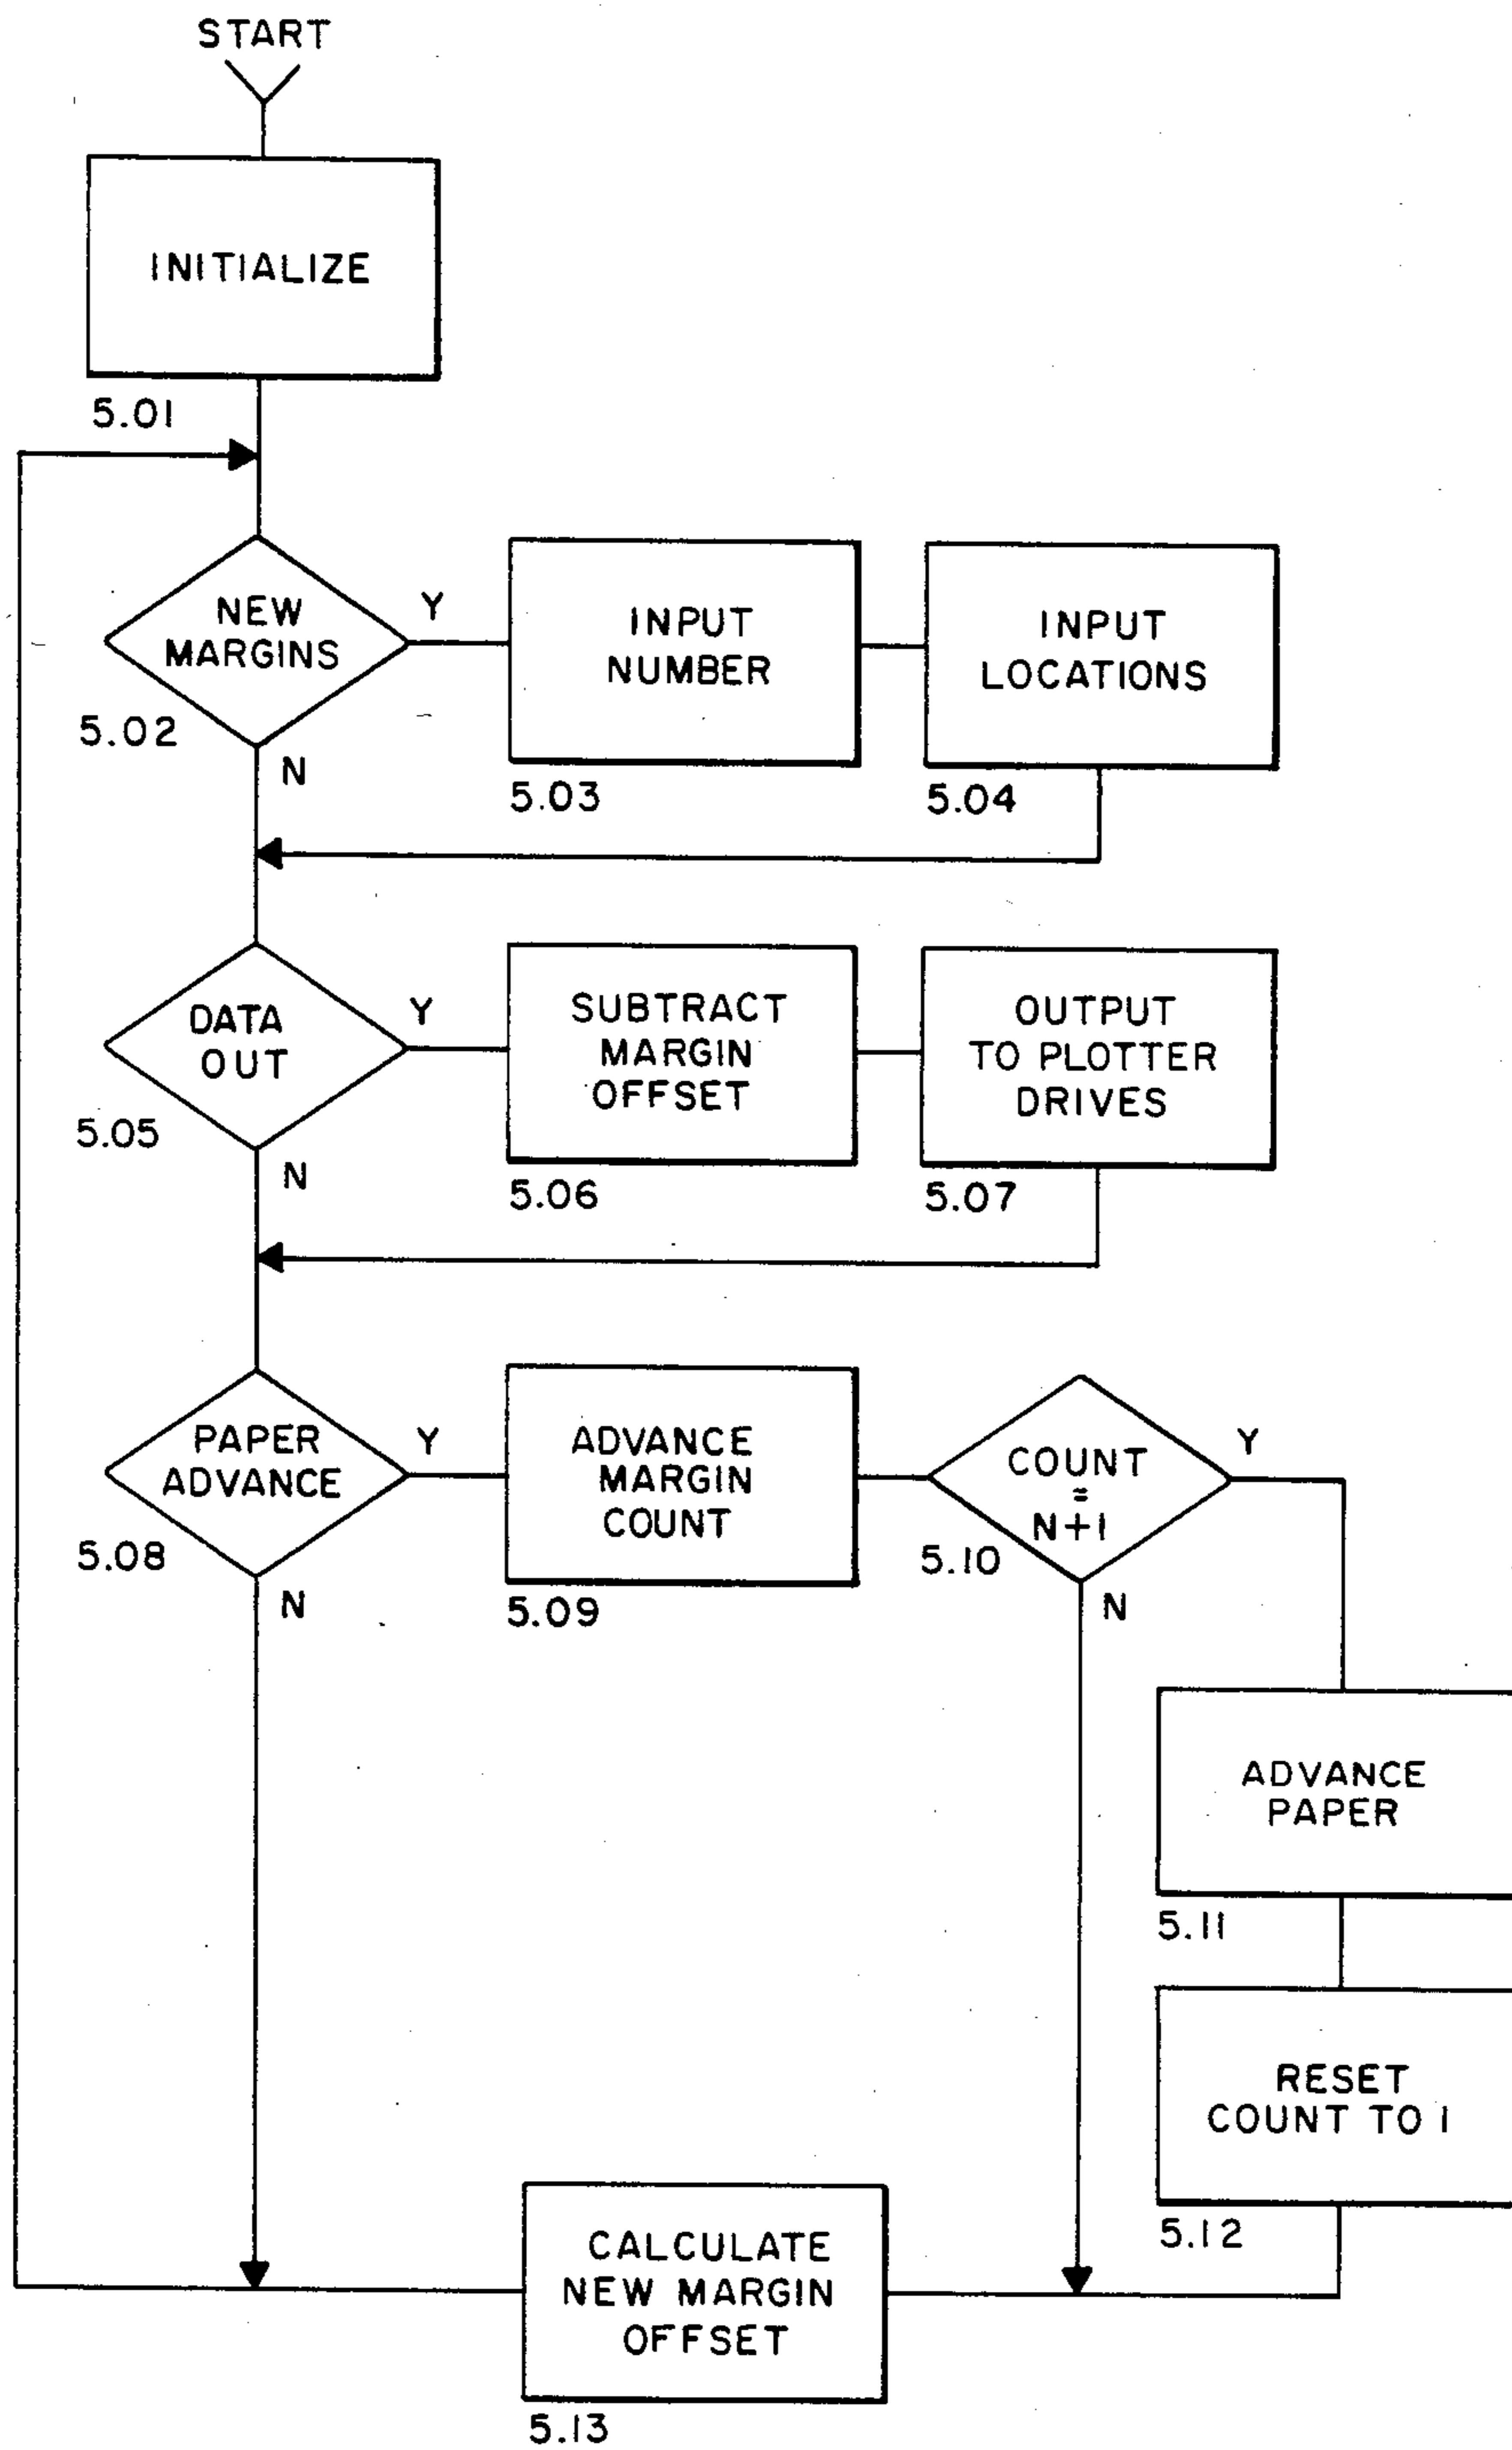 START
INITIALIZE
5.01
NEW
MARGINS
5.02
Y
N
INPUT
NUMBER
5.03
INPUT
LOCATIONS
5.04
DATA
OUT
5.05
Y
N
SUBTRACT
MARGIN
OFFSET
5.06
OUTPUT
TO PLOTTER
DRIVES
5.07
PAPER
ADVANCE
5.08
Y
N
ADVANCE
MARGIN
COUNT
5.09
COUNT
=
N+1
5.10
Y
N
ADVANCE
PAPER
5.11
RESET
COUNT TO 1
5.12
CALCULATE
NEW MARGIN
OFFSET
5.13